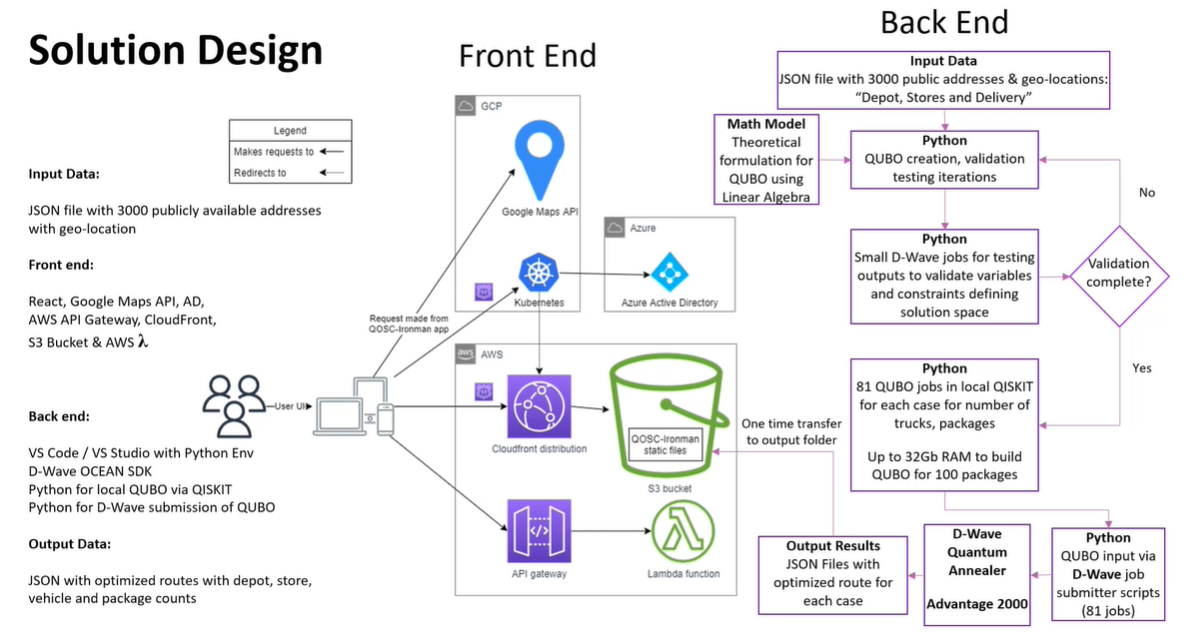 Solution Design
Legend
Makes requests to
Redirects to
Input Data:
JSON file with 3000 publicly available addresses
with geo-location
Front end:
React, Google Maps API, AD,
AWS API Gateway, CloudFront,
S3 Bucket & AWS λ
Back end:
VS Code / VS Studio with Python Env
D-Wave OCEAN SDK
Python for local QUBO via QISKIT
Python for D-Wave submission of QUBO
Output Data:
JSON with optimized routes with depot, store,
vehicle and package counts
Front End
GCP
Google Maps API
Kubernetes
Request made from
QOSC-Ironman app
Azure
Azure Active Directory
User UI
aws
AWS
Cloudfront distribution
QOSC-Ironman
static files
S3 bucket
</>
API gateway
Lambda function
One time transfer
to output folder
Back End
Input Data
JSON file with 3000 public addresses & geo-locations:
“Depot, Stores and Delivery”
Math Model
Theoretical
formulation for
QUBO using
Linear Algebra
Python
QUBO creation, validation
testing iterations
No
Python
Small D-Wave jobs for testing
outputs to validate variables
and constraints defining
solution space
Validation
complete?
Yes
Python
81 QUBO jobs in local QISKIT
for each case for number of
trucks, packages
Up to 32Gb RAM to build
QUBO for 100 packages
Python
QUBO input via
D-Wave job
submitter scripts
(81 jobs)
D-Wave
Quantum
Annealer
Advantage 2000
Output Results
JSON Files with
optimized route for
each case